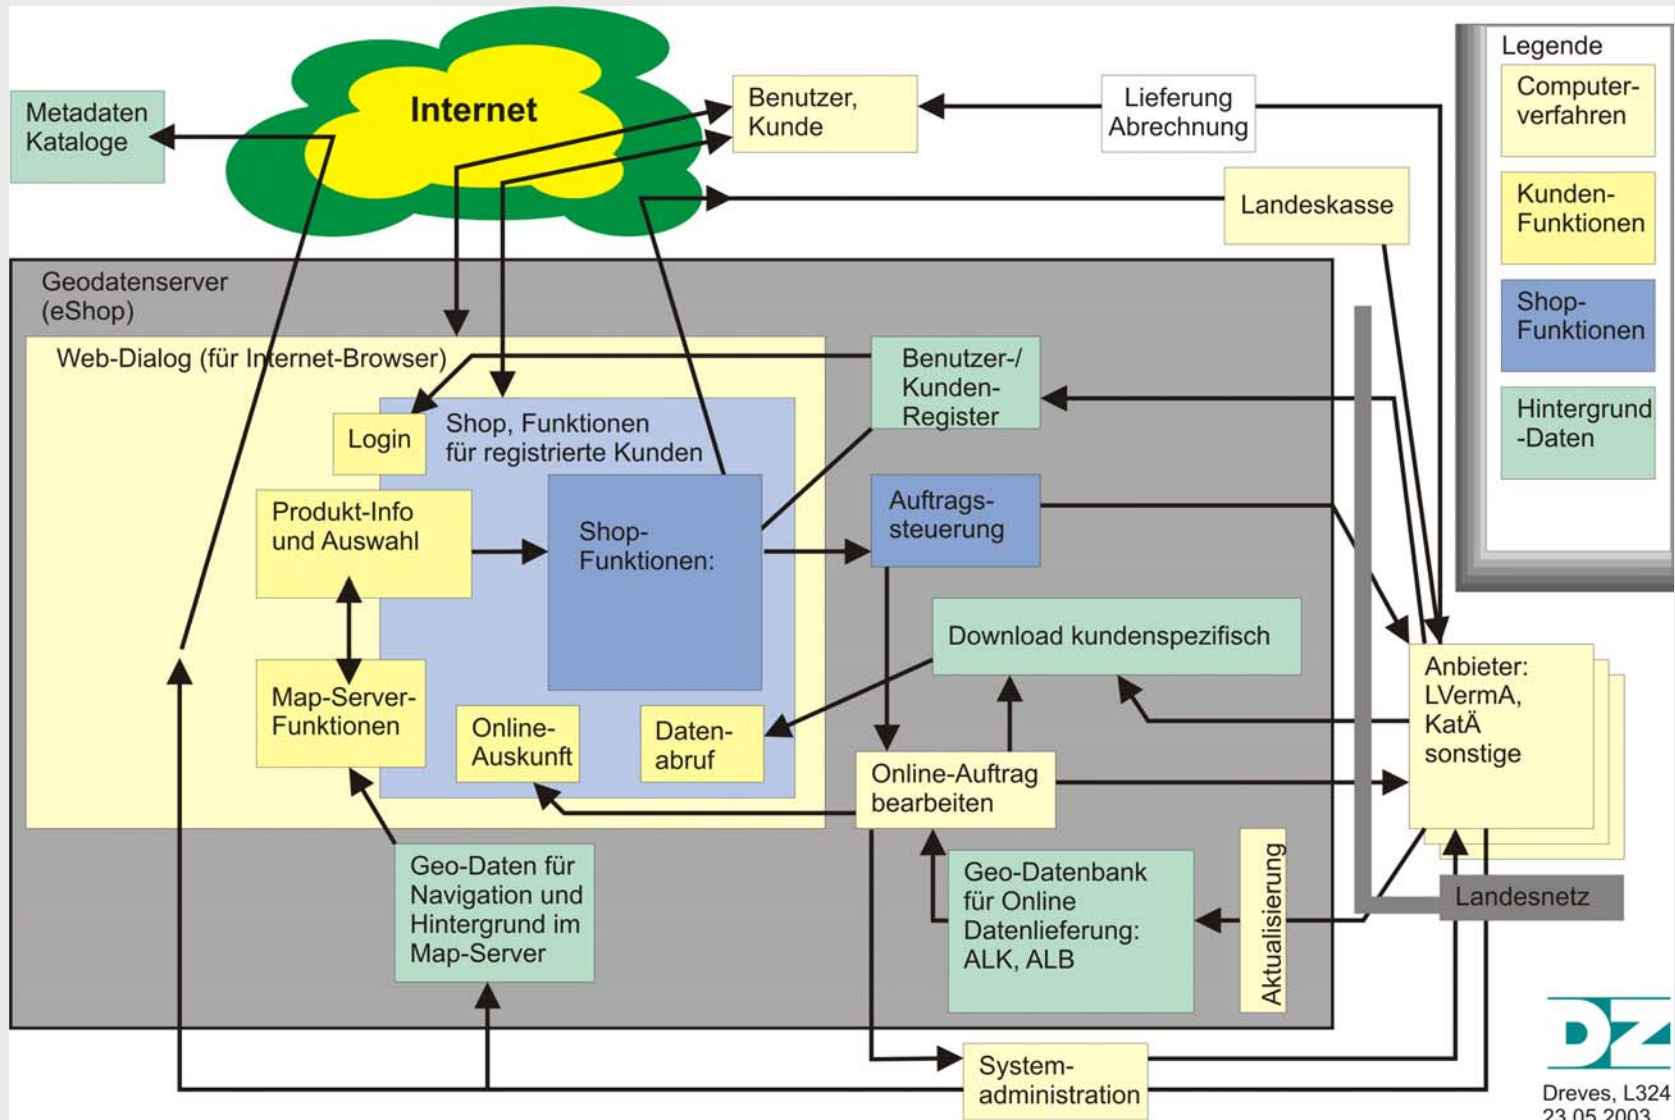 Internet
Metadaten
Kataloge
Benutzer,
Kunde
Lieferung
Abrechnung
Landeskasse
Legende
Computer-
verfahren
Kunden-
Funktionen
Shop-
Funktionen
Hintergrund
-Daten
Geodatenserver
(eShop)
Web-Dialog (für Internet-Browser)
Login
Shop, Funktionen
für registrierte Kunden
Benutzer-/
Kunden-
Register
Produkt-Info
und Auswahl
Shop-
Funktionen:
Auftrags-
steuerung
Download kundenspezifisch
Map-Server-
Funktionen
Online-
Auskunft
Daten-
abruf
Online-Auftrag
bearbeiten
Anbieter:
LVermA,
KatÄ
sonstige
Geo-Daten für
Navigation und
Hintergrund im
Map-Server
Geo-Datenbank
für Online
Datenlieferung:
ALK, ALB
Aktualisierung
Landesnetz
System-
administration
DZ
Dreves, L324
23.05.2003